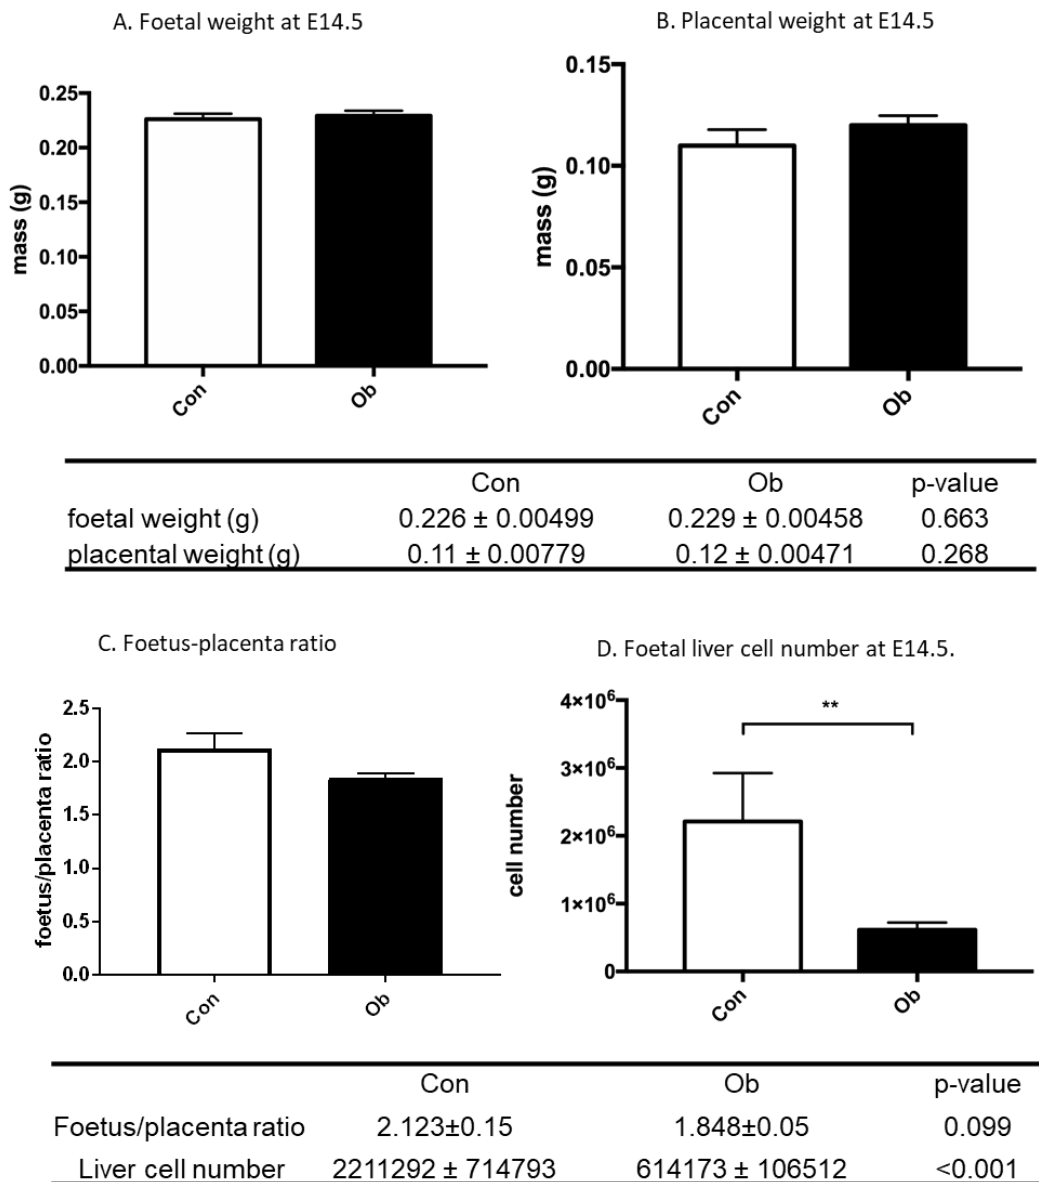 A. Foetal weight at E14.5
B. Placental weight at E14.5
mass (g)
0.25
0.20
0.15
0.10
0.05
0.00
Con
Ob
mass (g)
0.15
0.10
0.05
0.00
Con
Ob
Con Ob p-value
foetal weight (g) 0.226 ± 0.00499 0.229 ± 0.00458 0.663
placental weight (g) 0.11 ± 0.00779 0.12 ± 0.00471 0.268
C. Foetus-placenta ratio
D. Foetal liver cell number at E14.5.
foetus/placenta ratio
2.5
2.0
1.5
1.0
0.5
0.0
Con
Ob
cell number
4×10⁶
3×10⁶
2×10⁶
1×10⁶
0
**
Con
Ob
Con Ob p-value
Foetus/placenta ratio 2.123±0.15 1.848±0.05 0.099
Liver cell number 2211292 ± 714793 614173 ± 106512 <0.001